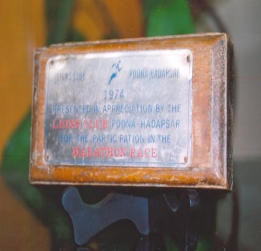 LIONS CLUB POONA-HADAPSAR
1974
PRESENTED IN APPRECIATION BY THE
LIONS CLUB POONA-HADAPSAR
FOR THE PARTICIPATION IN THE
MARATHON RACE